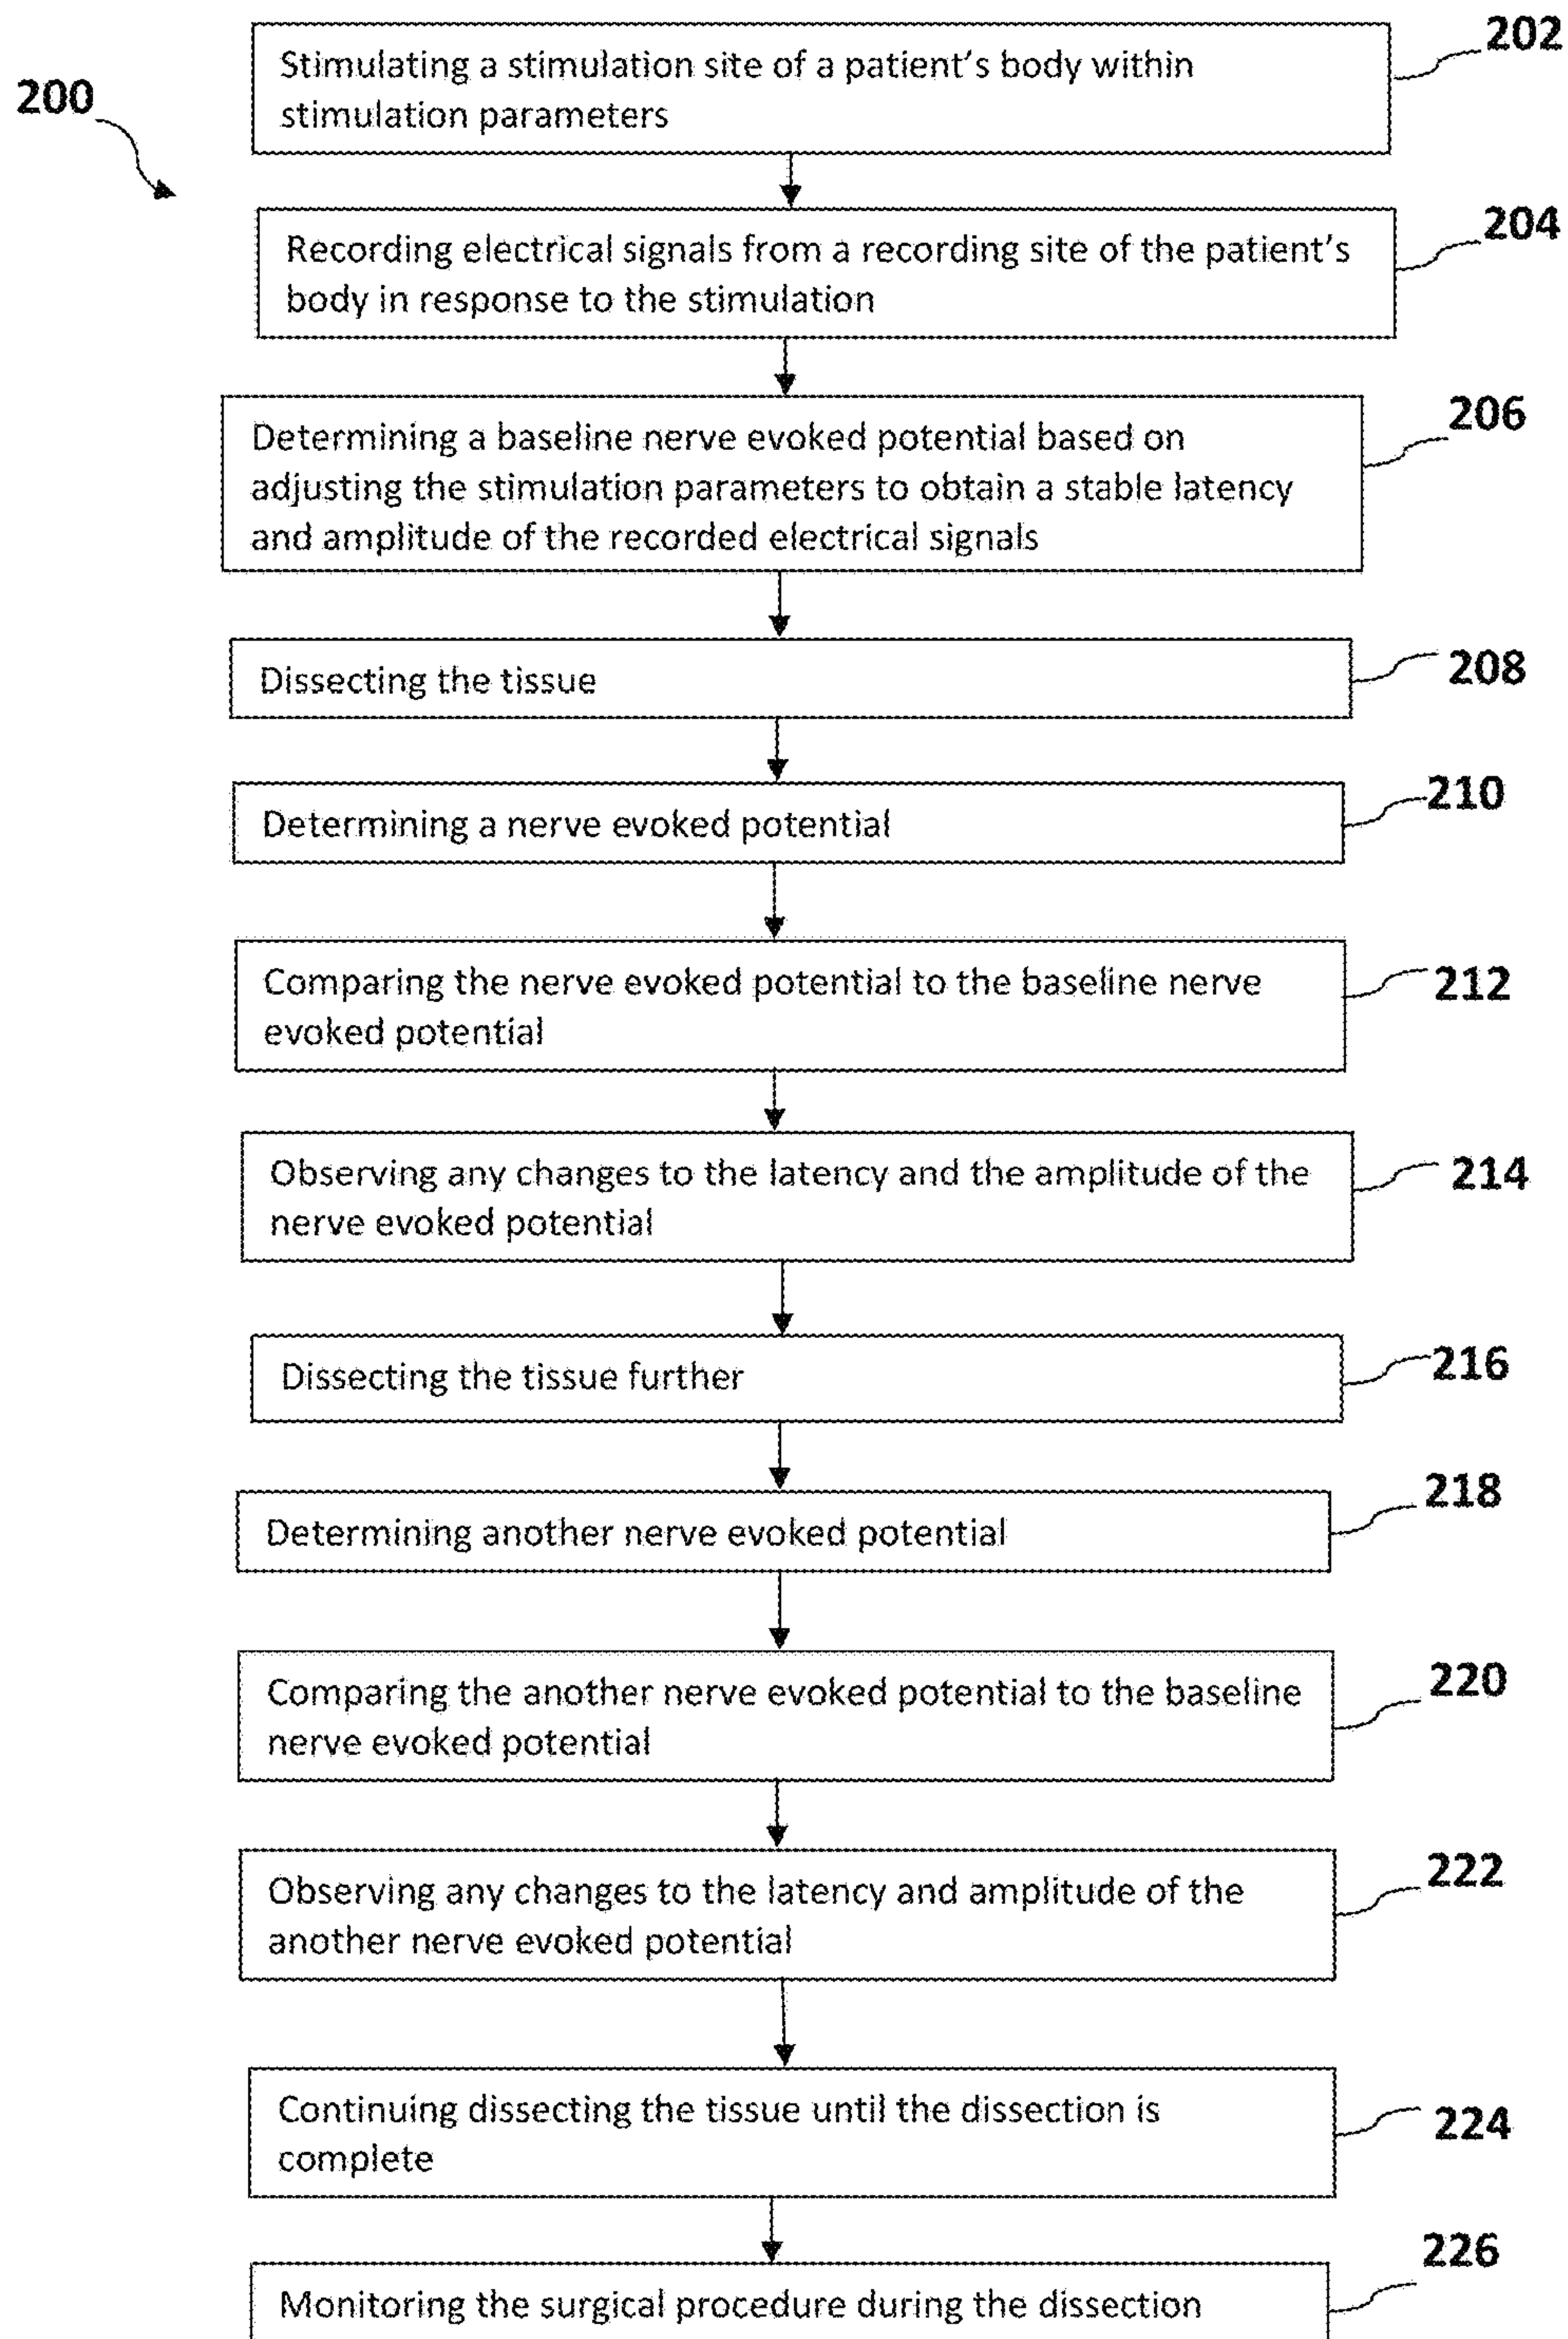 200
202
Stimulating a stimulation site of a patient's body within
stimulation parameters
204
Recording electrical signals from a recording site of the patient's
body in response to the stimulation
206
Determining a baseline nerve evoked potential based on
adjusting the stimulation parameters to obtain a stable latency
and amplitude of the recorded electrical signals
208
Dissecting the tissue
210
Determining a nerve evoked potential
212
Comparing the nerve evoked potential to the baseline nerve
evoked potential
214
Observing any changes to the latency and the amplitude of the
nerve evoked potential
216
Dissecting the tissue further
218
Determining another nerve evoked potential
220
Comparing the another nerve evoked potential to the baseline
nerve evoked potential
222
Observing any changes to the latency and amplitude of the
another nerve evoked potential
224
Continuing dissecting the tissue until the dissection is
complete
226
Monitoring the surgical procedure during the dissection